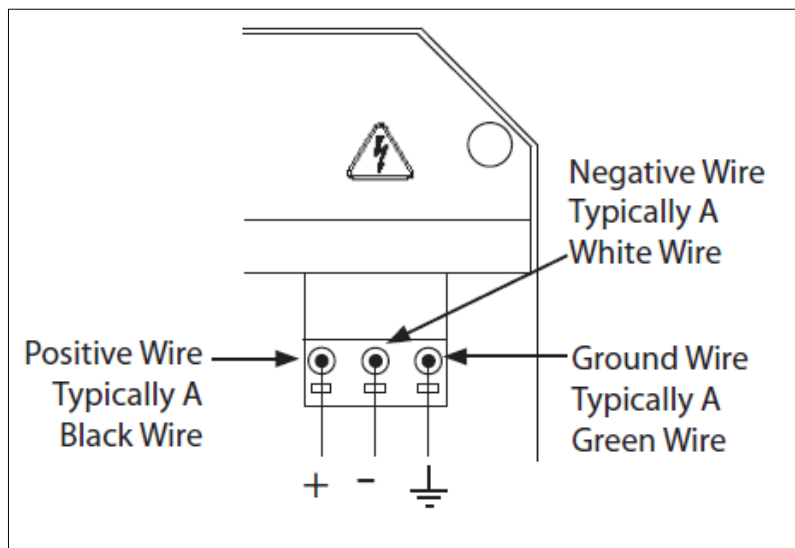 Negative Wire
Typically A
White Wire
Positive Wire
Typically A
Black Wire
Ground Wire
Typically A
Green Wire
+ -